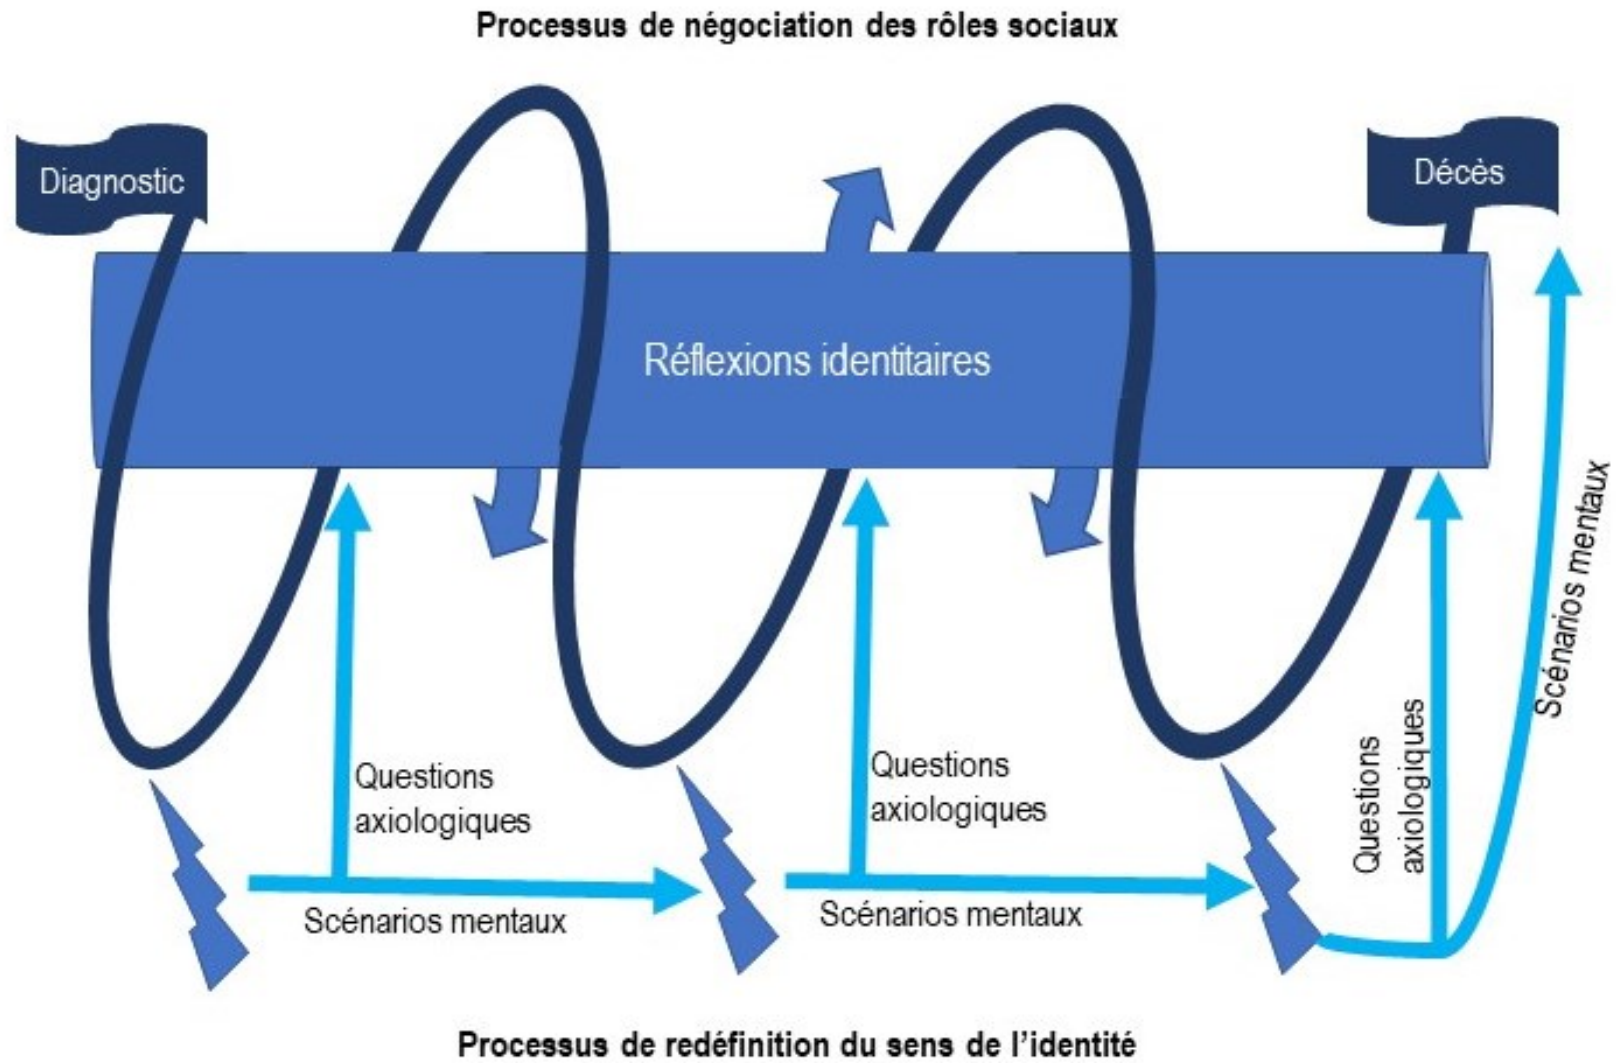 Processus de négociation des rôles sociaux
Diagnostic
Décès
Réflexions identitaires
Questions
axiologiques
Scénarios mentaux
Questions
axiologiques
Scénarios mentaux
Questions
axiologiques
Scénarios mentaux
Processus de redéfinition du sens de l’identité